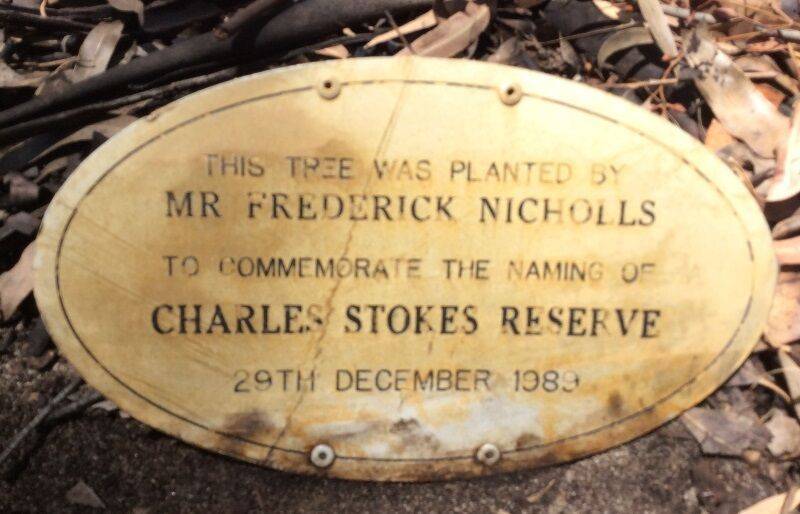 THIS TREE WAS PLANTED BY
MR FREDERICK NICHOLLS
TO COMMEMORATE THE NAMING OF
CHARLES STOKES RESERVE
29TH DECEMBER 1989